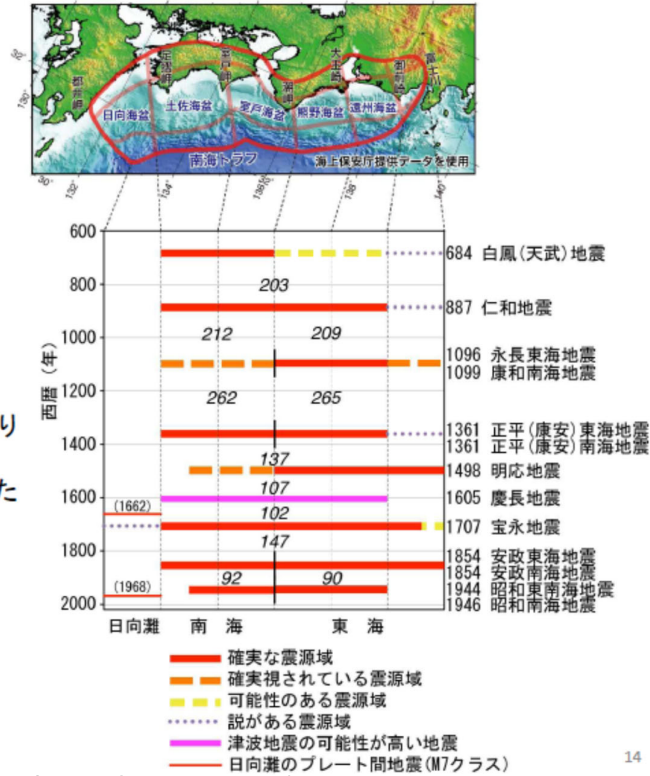 都井岬
足摺岬
室戸岬
潮岬
大王崎
御前崎
富士川
日向海盆
土佐海盆
室戸海盆
熊野海盆
遠州海盆
南海トラフ
海上保安庁提供データを使用
130°
132°
134°
138°
140°
600
684 白鳳(天武)地震
800
203
887 仁和地震
1000
212 209
1096 永長東海地震
1099 康和南海地震
西暦(年)
1200
262 265
り
1361 正平(康安)東海地震
1361 正平(康安)南海地震
1400
137
1498 明応地震
た
107
1600
1605 慶長地震
(1662)
102
1707 宝永地震
147
1800
1854 安政東海地震
1854 安政南海地震
(1968)
92 90
1944 昭和東南海地震
1946 昭和南海地震
2000
日向灘 南海 東海
確実な震源域
確実視されている震源域
可能性のある震源域
説がある震源域
津波地震の可能性が高い地震
日向灘のプレート間地震(M7クラス)
14